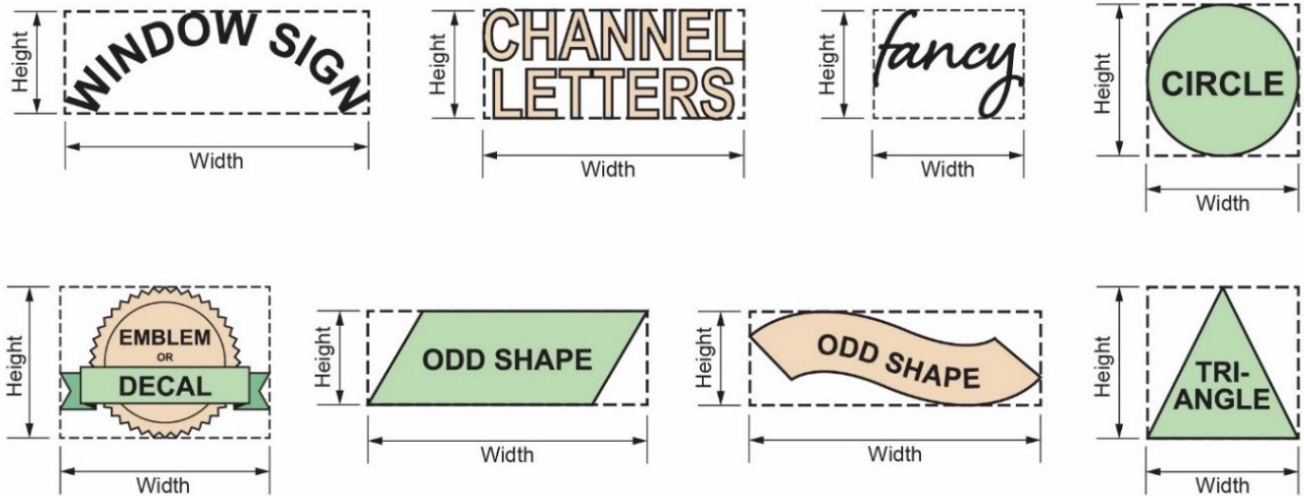 Height
WINDOW SIGN
Width
Height
CHANNEL
LETTERS
Width
Height
fancy
Width
Height
CIRCLE
Width
Height
EMBLEM
OR
DECAL
Width
Height
ODD SHAPE
Width
Height
ODD SHAPE
Width
Height
TRI-
ANGLE
Width